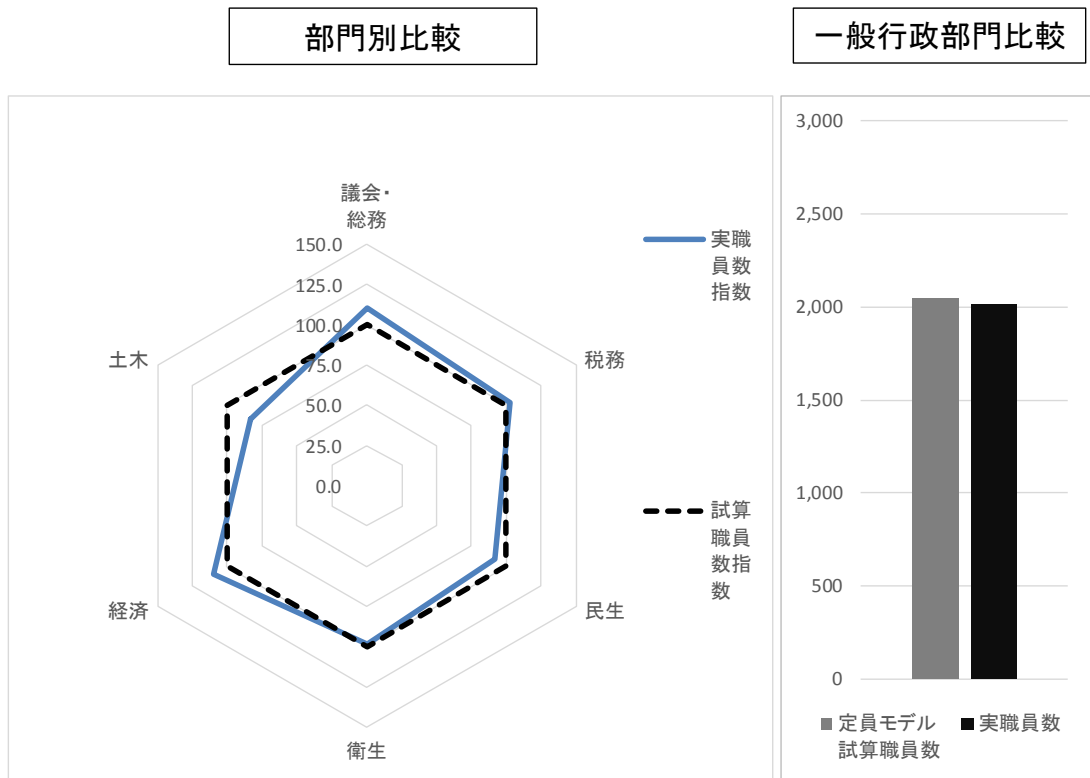 部門別比較
一般行政部門比較
議会・
総務
150.0
125.0
100.0
75.0
50.0
25.0
0.0
税務
民生
衛生
経済
土木
実職
員数
指数
試算
職員
数指
数
3,000
2,500
2,000
1,500
1,000
500
0
定員モデル
試算職員数
実職員数